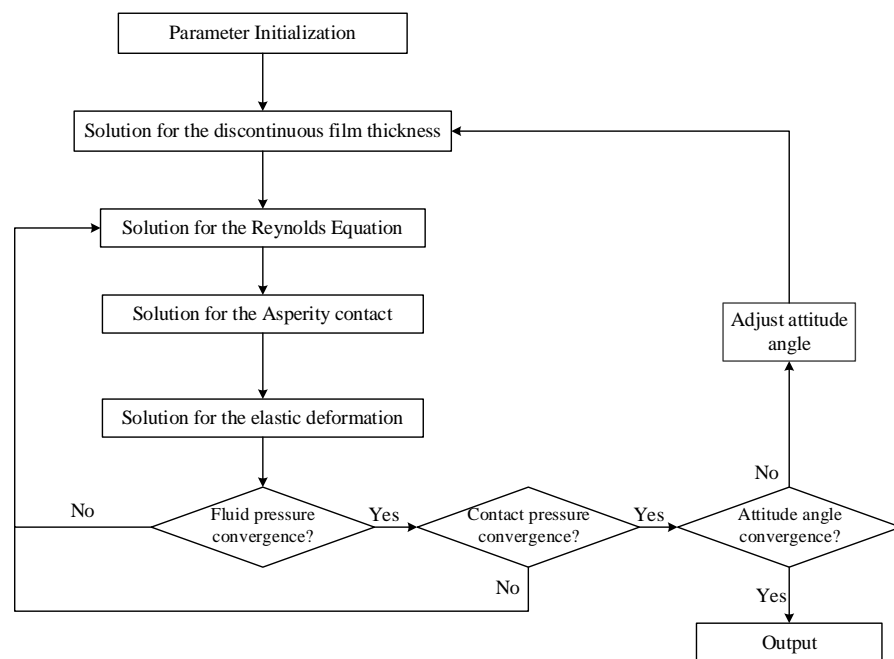 Parameter Initialization
Solution for the discontinuous film thickness
Solution for the Reynolds Equation
Solution for the Asperity contact
Adjust attitude
angle
Solution for the elastic deformation
No
No
Fluid pressure
convergence?
Yes
Contact pressure
convergence?
Yes
Attitude angle
convergence?
No
Yes
Output